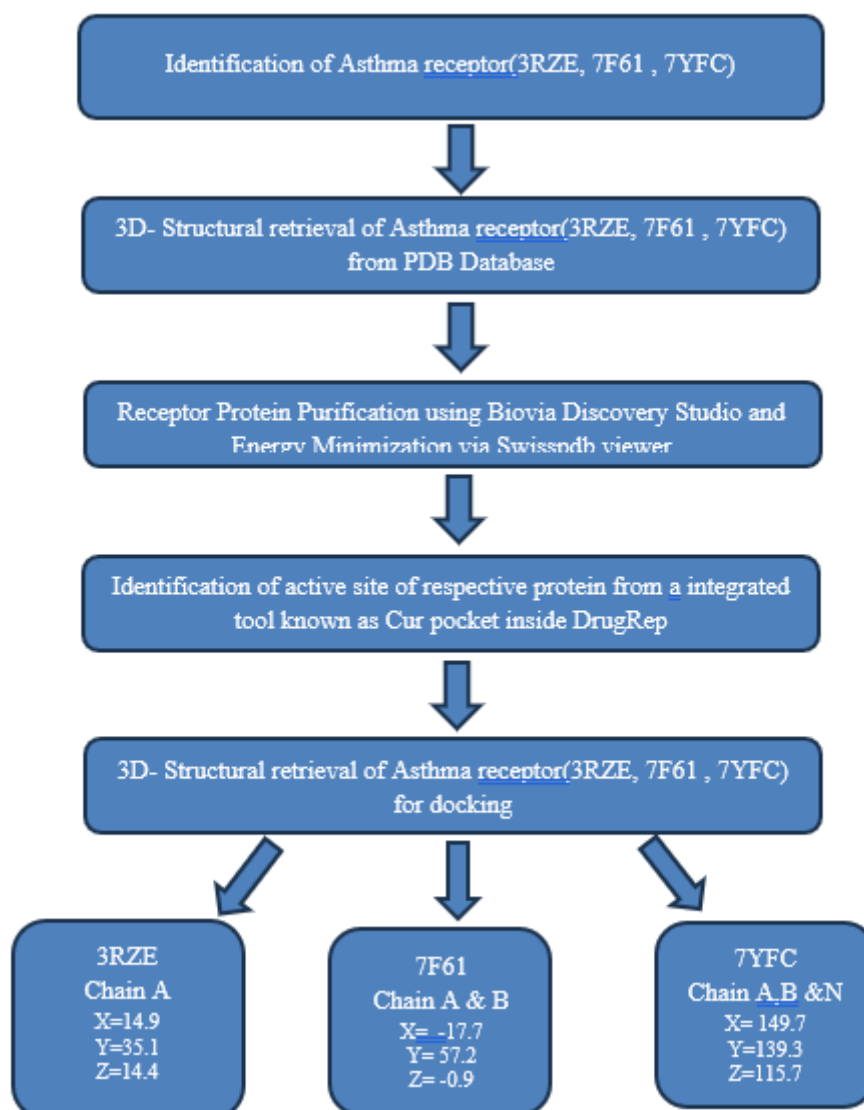 Identification of Asthma receptor(3RZE, 7F61 , 7YFC)
3D- Structural retrieval of Asthma receptor(3RZE, 7F61 , 7YFC)
from PDB Database
Receptor Protein Purification using Biovia Discovery Studio and
Energy Minimization via Swisspdb viewer
Identification of active site of respective protein from a integrated
tool known as Cur pocket inside DrugRep
3D- Structural retrieval of Asthma receptor(3RZE, 7F61 , 7YFC)
for docking
3RZE
Chain A
X=14.9
Y=35.1
Z=14.4
7F61
Chain A & B
X= -17.7
Y= 57.2
Z= -0.9
7YFC
Chain A,B &N
X= 149.7
Y=139.3
Z=115.7